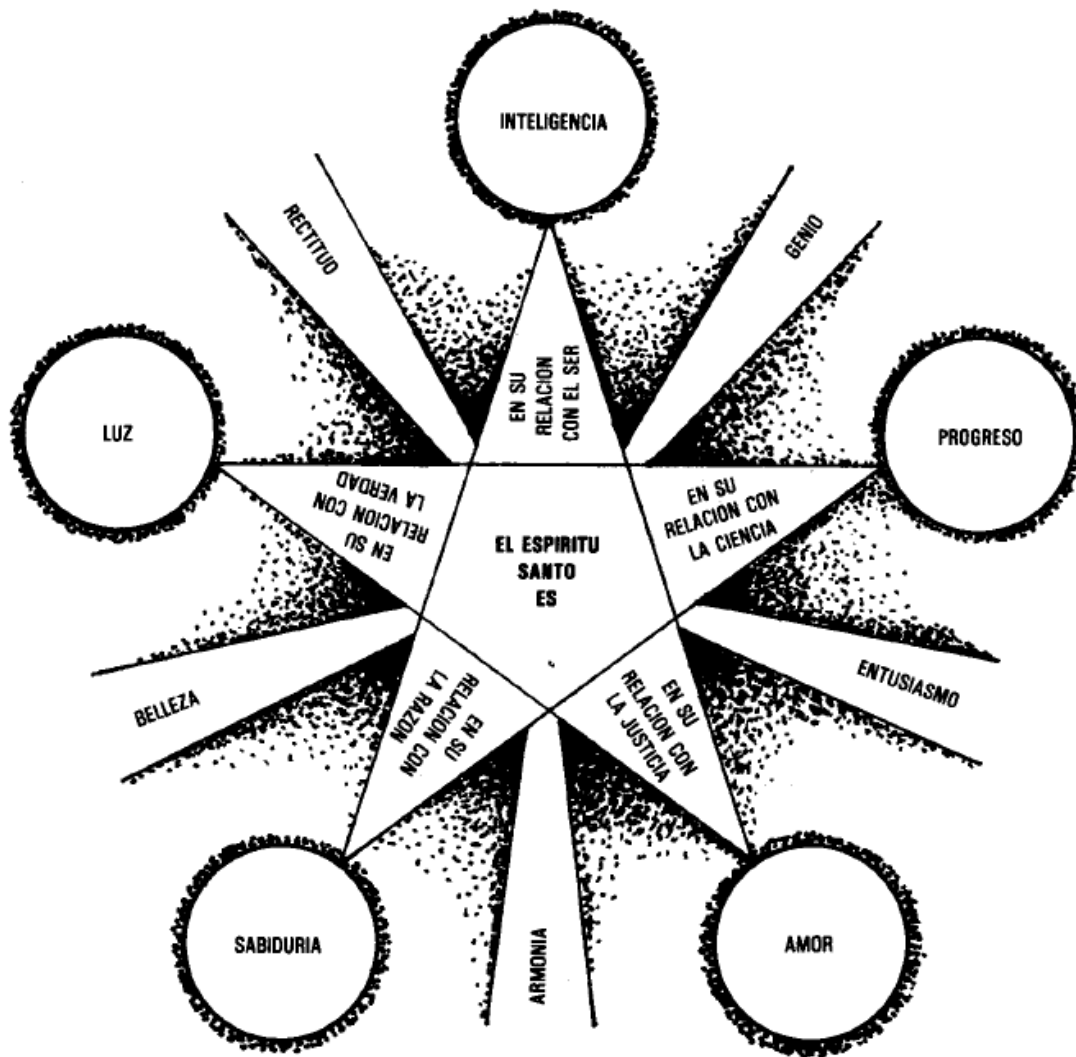 INTELIGENCIA
RECTITUD
GENIO
EN SU
RELACION
CON EL SER
LUZ
PROGRESO
EN SU
RELACION CON
LA VERDAD
EN SU
RELACION CON
LA CIENCIA
EL ESPIRITU
SANTO
ES
BELLEZA
ENTUSIASMO
EN SU
RELACION CON
LA RAZON
EN SU
RELACION CON
LA JUSTICIA
SABIDURIA
ARMONIA
AMOR